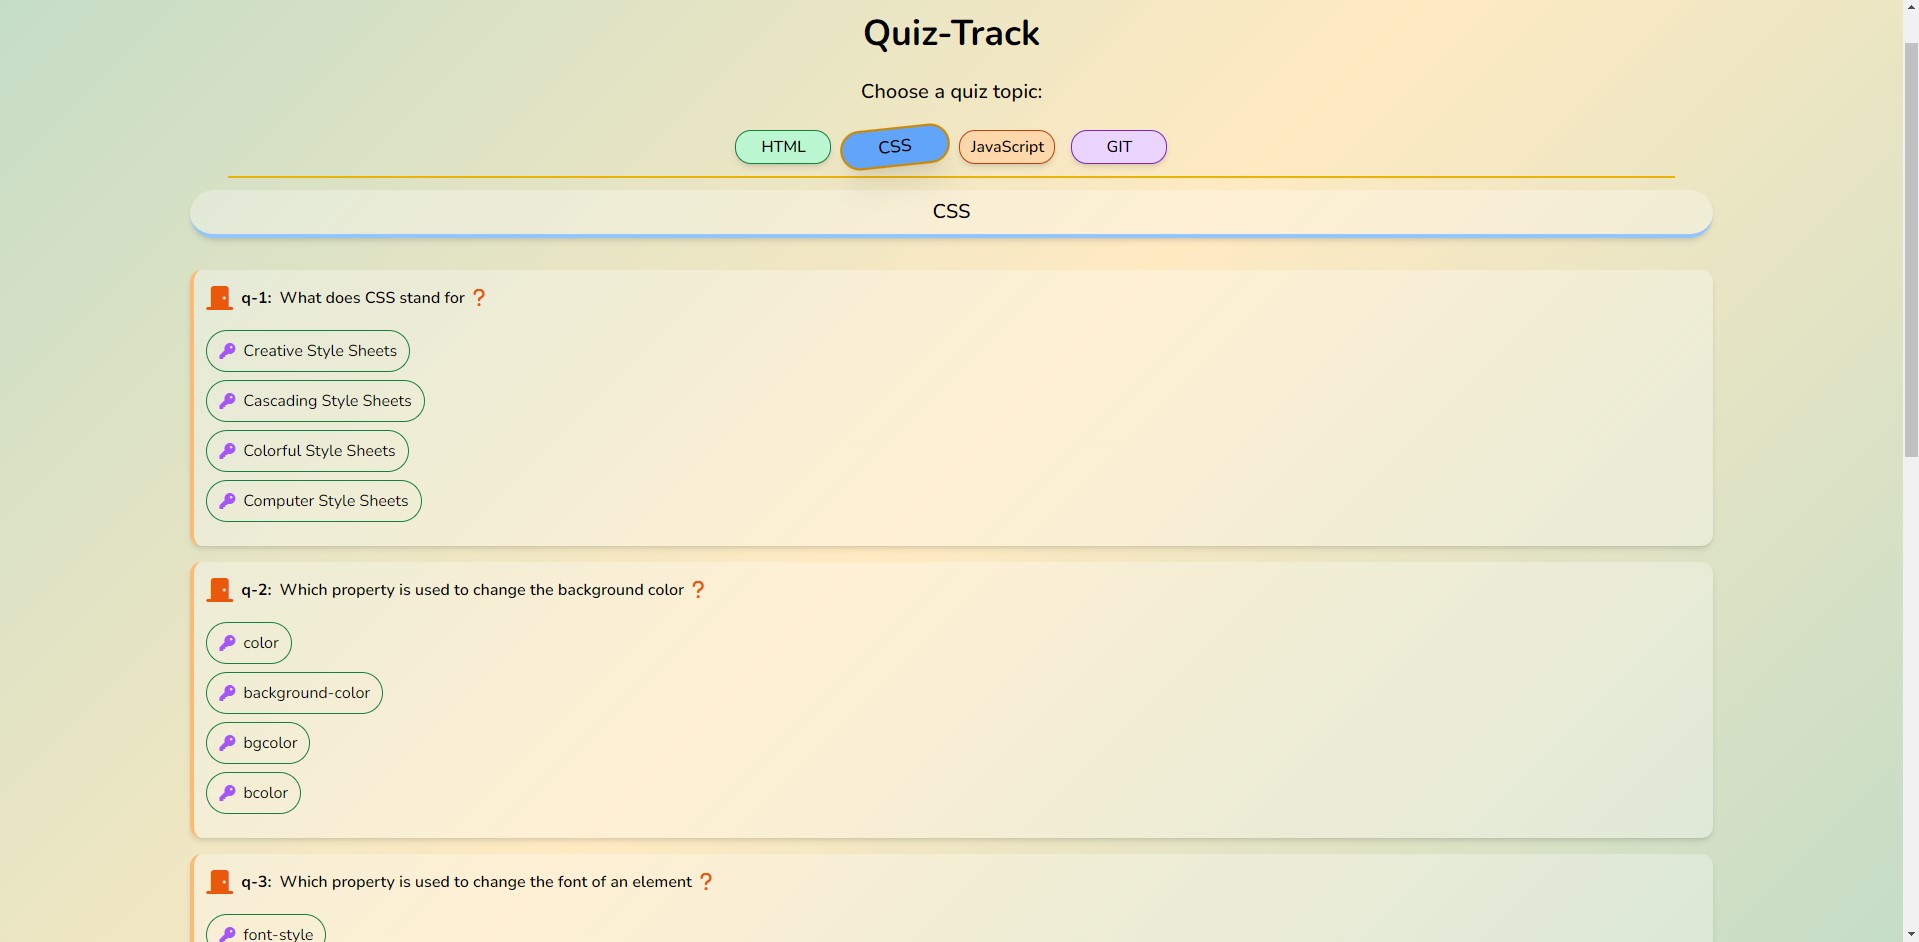 Quiz-Track
Choose a quiz topic:
HTML CSS JavaScript GIT
CSS
q-1: What does CSS stand for ?
Creative Style Sheets
Cascading Style Sheets
Colorful Style Sheets
Computer Style Sheets
q-2: Which property is used to change the background color ?
color
background-color
bgcolor
bcolor
q-3: Which property is used to change the font of an element ?
font-style